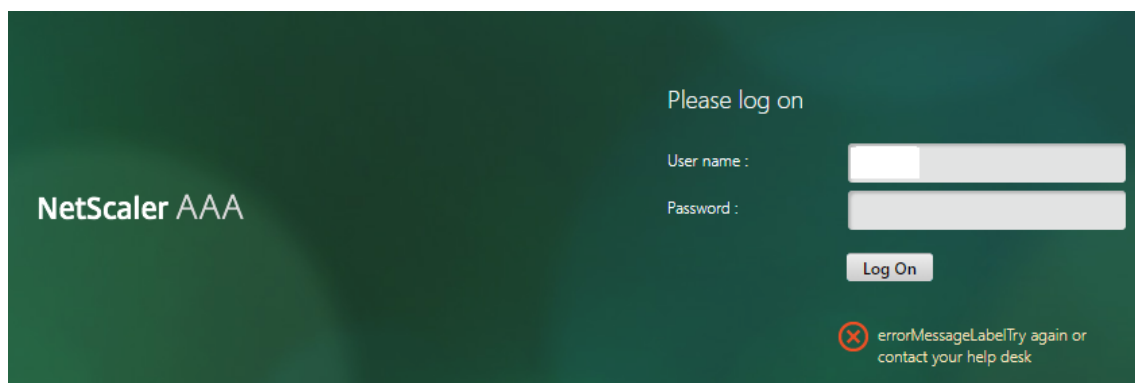 Please log on
User name :
NetScaler AAA
Password :
Log On
errorMessageLabelTry again or
contact your help desk